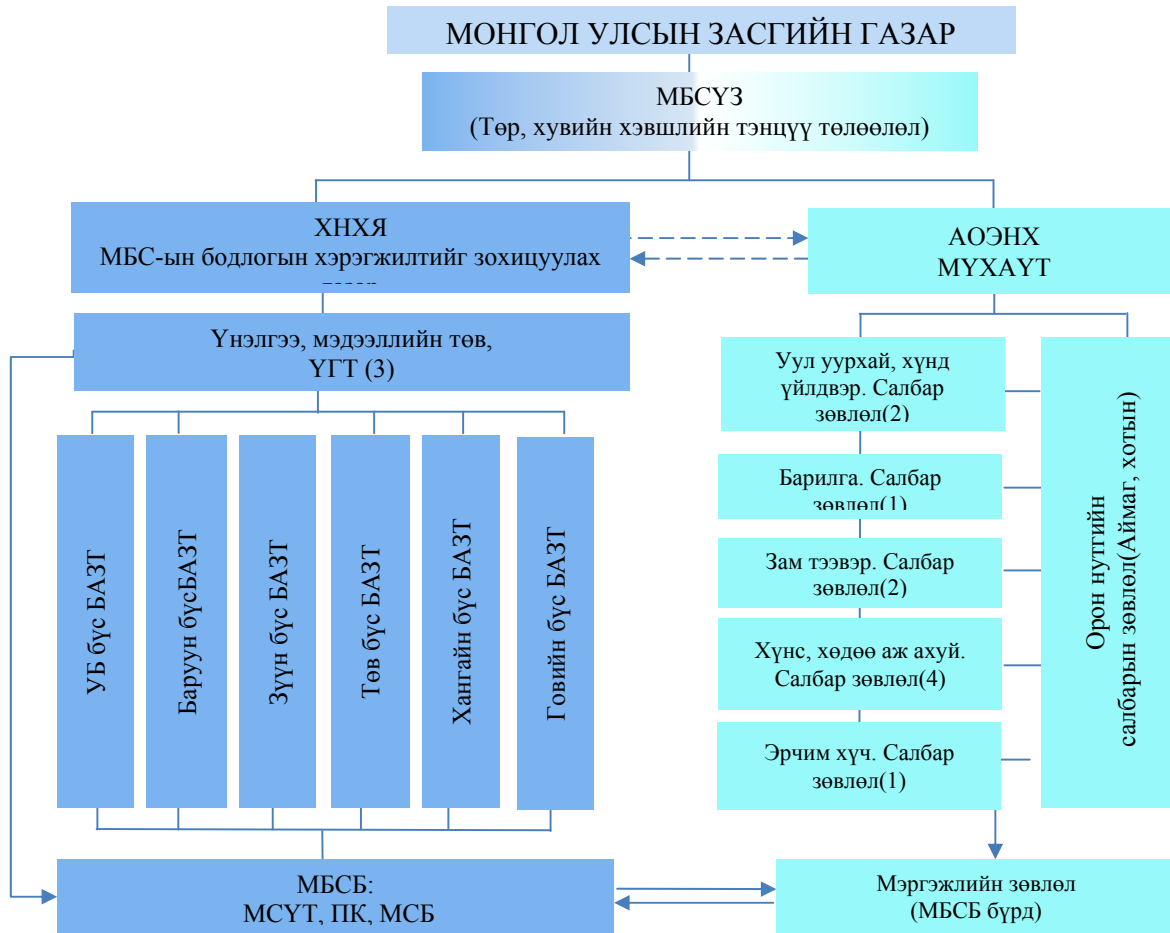 МОНГОЛ УЛСЫН ЗАСГИЙН ГАЗАР
МБСҮЗ
(Төр, хувийн хэвшлийн тэнцүү төлөөлөл)
ХНХЯ
МБС-ын бодлогын хэрэгжилтийг зохицуулах
АОЭНХ
МҮХАҮТ
Үнэлгээ, мэдээллийн төв,
ҮГТ (3)
УБ бүс БАЗТ
Баруун бүсБАЗТ
Зүүн бүс БАЗТ
Төв бүс БАЗТ
Хангайн бүс БАЗТ
Говийн бүс БАЗТ
Уул уурхай, хүнд
үйлдвэр. Салбар
зөвлөл(2)
Барилга. Салбар
зөвлөл(1)
Зам тээвэр. Салбар
зөвлөл(2)
Хүнс, хөдөө аж ахуй.
Салбар зөвлөл(4)
Эрчим хүч. Салбар
зөвлөл(1)
Орон нутгийн
салбарын зөвлөл(Аймаг, хотын)
МБСБ:
МСҮТ, ПК, МСБ
Мэргэжлийн зөвлөл
(МБСБ бүрд)